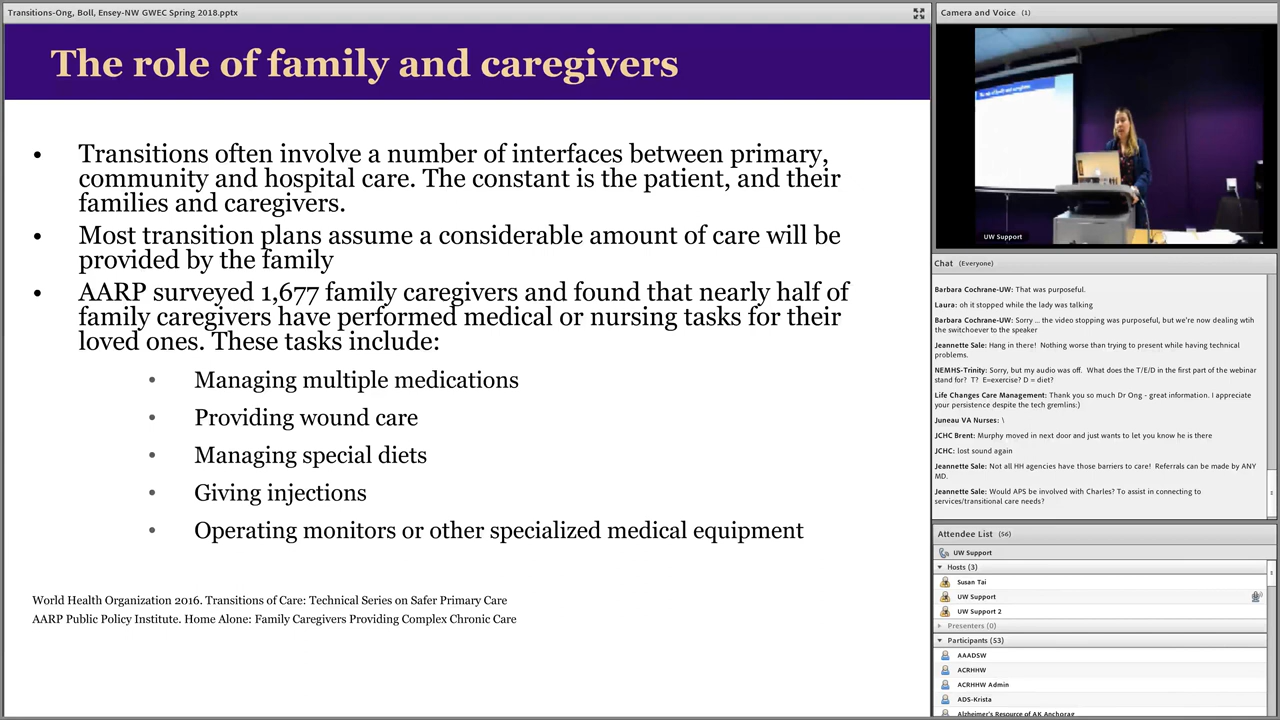 Transitions-Ong, Boll, Ensey-NW GWEC Spring 2018.pptx
The role of family and caregivers
• Transitions often involve a number of interfaces between primary,
community and hospital care. The constant is the patient, and their
families and caregivers.
• Most transition plans assume a considerable amount of care will be
provided by the family
• AARP surveyed 1,677 family caregivers and found that nearly half of
family caregivers have performed medical or nursing tasks for their
loved ones. These tasks include:
• Managing multiple medications
• Providing wound care
• Managing special diets
• Giving injections
• Operating monitors or other specialized medical equipment
World Health Organization 2016. Transitions of Care: Technical Series on Safer Primary Care
AARP Public Policy Institute. Home Alone: Family Caregivers Providing Complex Chronic Care
Camera and Voice (1)
The role of family and caregivers
UW Support
Chat (Everyone)
Barbara Cochrane-UW: That was purposeful.
Laura: oh it stopped while the lady was talking
Barbara Cochrane-UW: Sorry ... the video stopping was purposeful, but we're now dealing wtih
the switchoever to the speaker
Jeannette Sale: Hang in there! Nothing worse than trying to present while having technical
problems.
NEMHS-Trinity: Sorry, but my audio was off. What does the T/E/D in the first part of the webinar
stand for? T? E=exercise? D = diet?
Life Changes Care Management: Thank you so much Dr Ong - great information. I appreciate
your persistence despite the tech gremlins:)
Juneau VA Nurses: \
JCHC Brent: Murphy moved in next door and just wants to let you know he is there
JCHC: lost sound again
Jeannette Sale: Not all HH agencies have those barriers to care! Referrals can be made by ANY
MD.
Jeannette Sale: Would APS be involved with Charles? To assist in connecting to
services/transitional care needs?
Attendee List (56)
UW Support
Hosts (3)
Susan Tai
UW Support
UW Support 2
Presenters (0)
Participants (53)
AAADSW
ACRHHW
ACRHHW Admin
ADS-Krista
Alzheimer's Resource of AK Anchorag